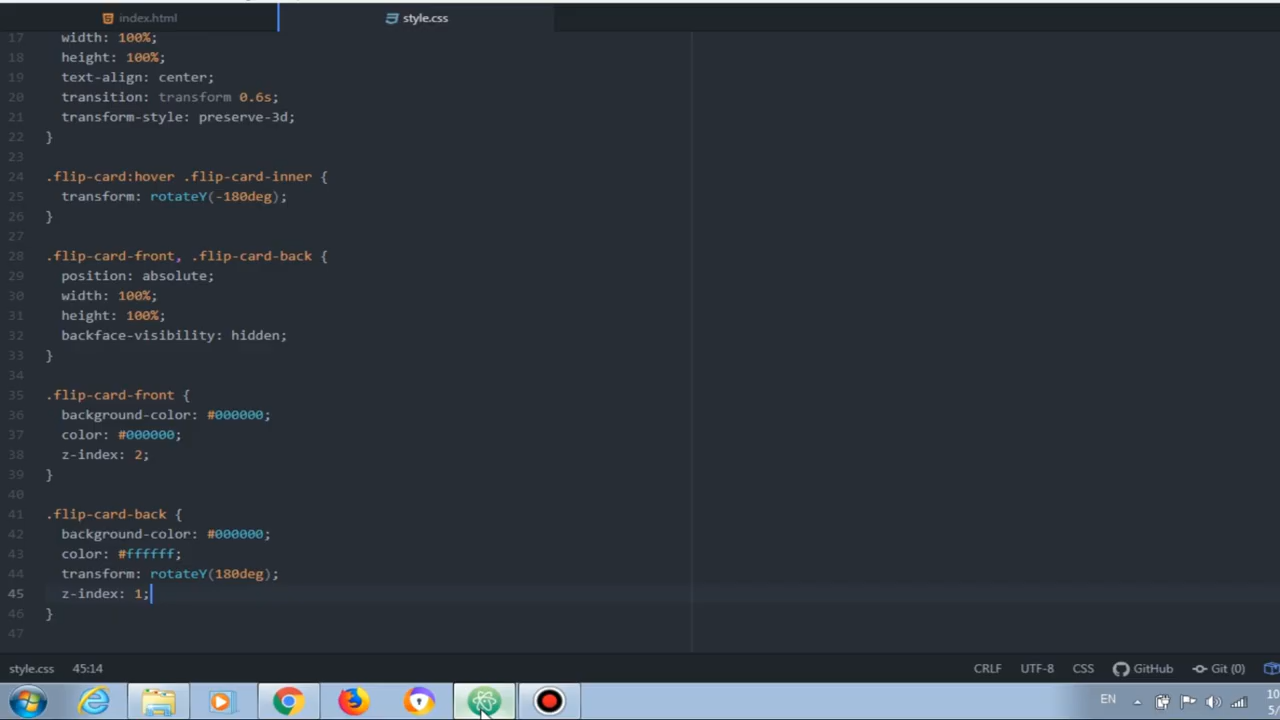 index.html
style.css
17 width: 100%;
18 height: 100%;
19 text-align: center;
20 transition: transform 0.6s;
21 transform-style: preserve-3d;
22 }
23
24 .flip-card:hover .flip-card-inner {
25 transform: rotateY(-180deg);
26 }
27
28 .flip-card-front, .flip-card-back {
29 position: absolute;
30 width: 100%;
31 height: 100%;
32 backface-visibility: hidden;
33 }
34
35 .flip-card-front {
36 background-color: #000000;
37 color: #000000;
38 z-index: 2;
39 }
40
41 .flip-card-back {
42 background-color: #000000;
43 color: #ffffff;
44 transform: rotateY(180deg);
45 z-index: 1;
46 }
47
style.css 45:14 CRLF UTF-8 CSS GitHub Git (0)
EN
10
5/